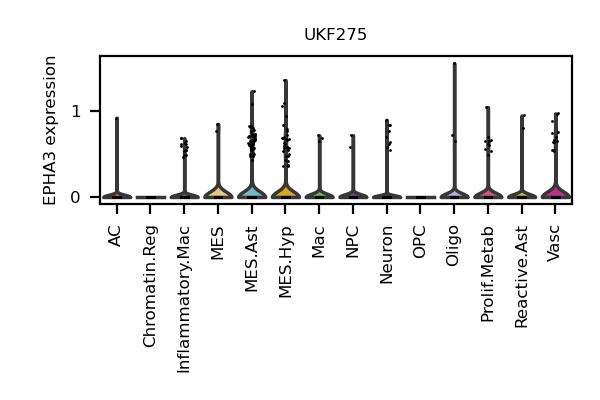 UKF275
EPHA3 expression
1
0
AC
Chromatin.Reg
Inflammatory.Mac
MES
MES.Ast
MES.Hyp
Mac
NPC
Neuron
OPC
Oligo
Prolif.Metab
Reactive.Ast
Vasc